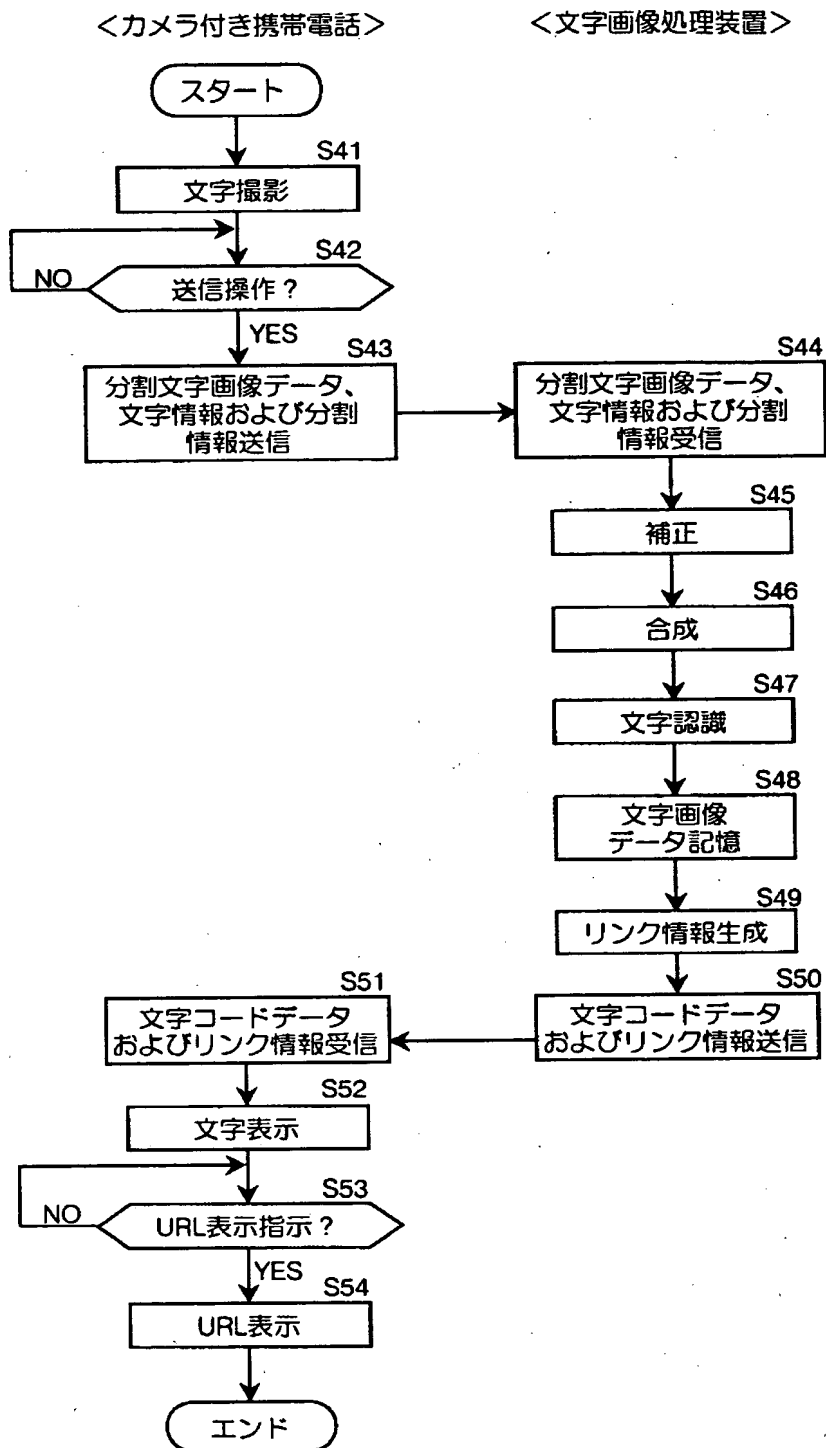 <カメラ付き携帯電話>
<文字画像処理装置>
スタート
S41
文字撮影
S42
送信操作？
NO
YES
S43
分割文字画像データ、
文字情報および分割
情報送信
S44
分割文字画像データ、
文字情報および分割
情報受信
S45
補正
S46
合成
S47
文字認識
S48
文字画像
データ記憶
S49
リンク情報生成
S50
文字コードデータ
およびリンク情報送信
S51
文字コードデータ
およびリンク情報受信
S52
文字表示
S53
URL表示指示？
NO
YES
S54
URL表示
エンド